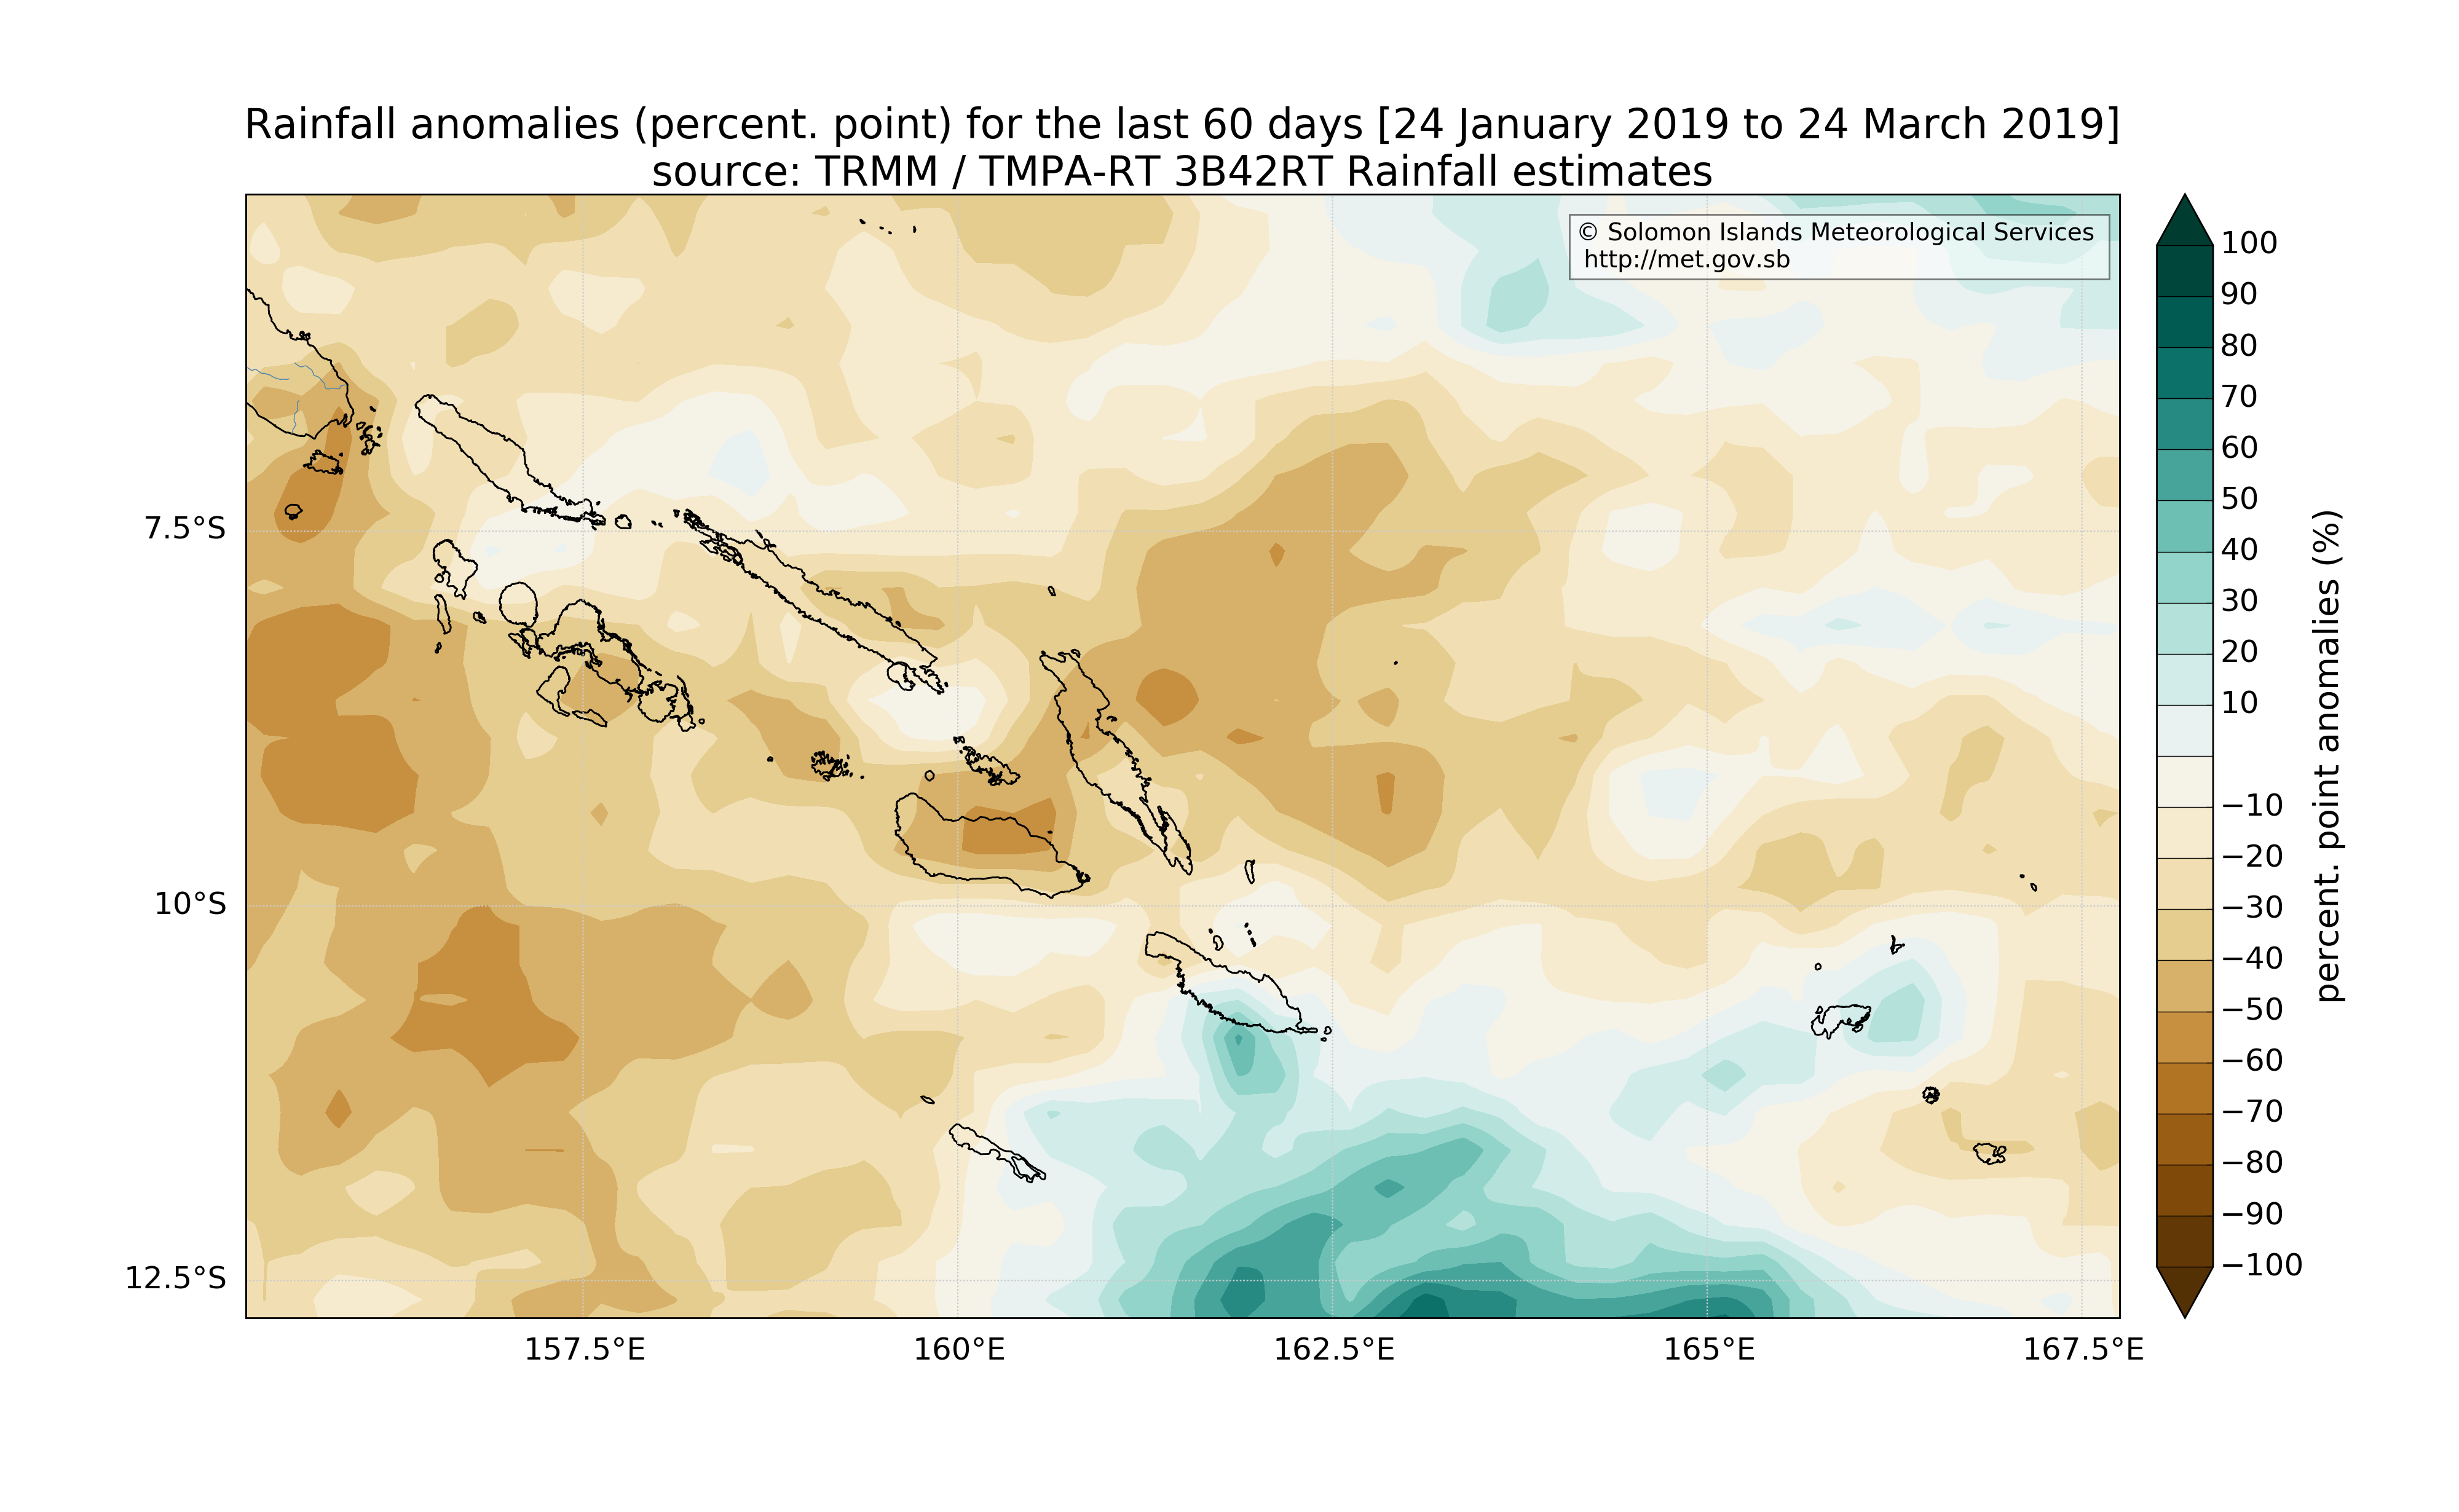 Rainfall anomalies (percent. point) for the last 60 days [24 January 2019 to 24 March 2019]
source: TRMM / TMPA-RT 3B42RT Rainfall estimates
© Solomon Islands Meteorological Services
http://met.gov.sb
7.5°S
10°S
12.5°S
157.5°E
160°E
162.5°E
165°E
167.5°E
100
90
80
70
60
50
40
30
20
10
−10
−20
−30
−40
−50
−60
−70
−80
−90
−100
percent. point anomalies (%)